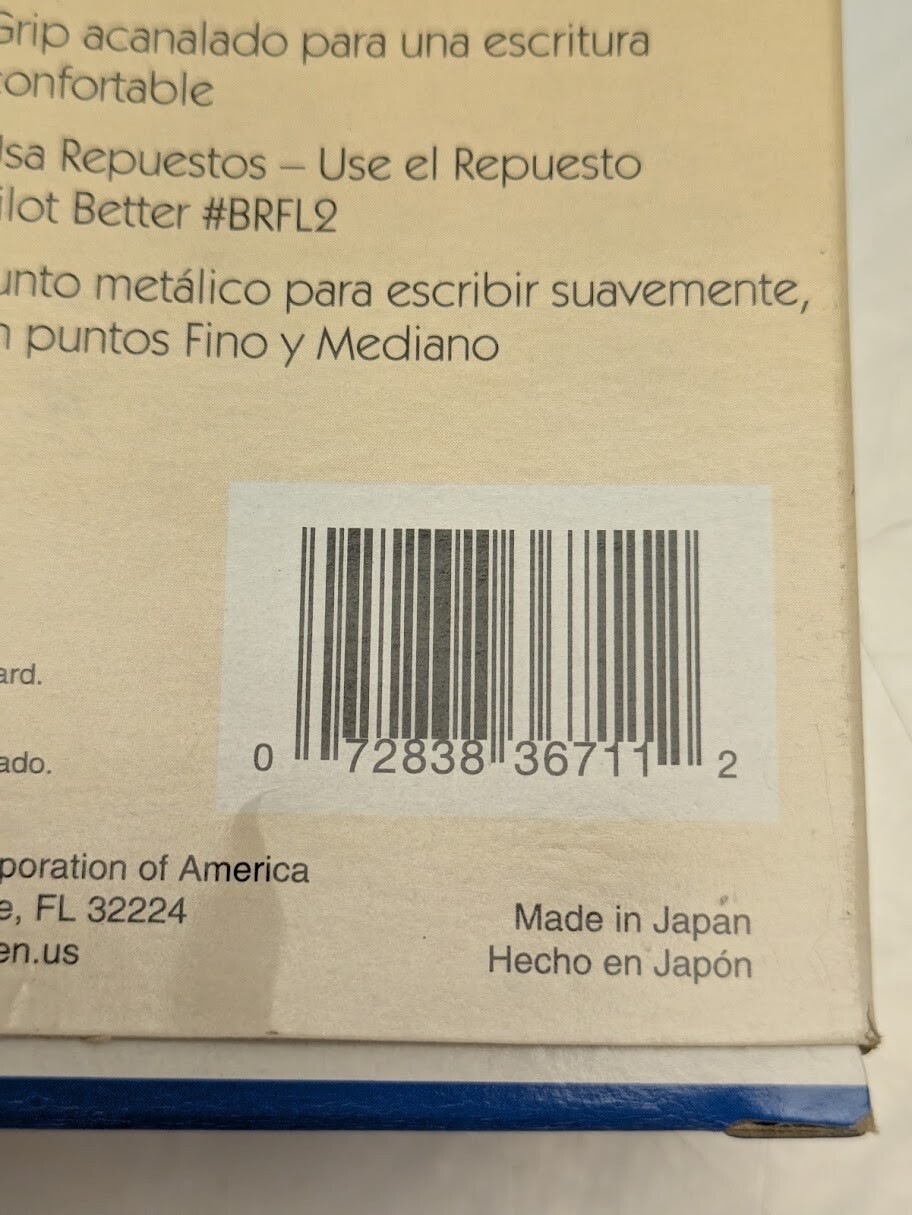 Grip acanalado para una escritura
confortable
Usa Repuestos – Use el Repuesto
ilot Better #BRFL2
unto metálico para escribir suavemente,
n puntos Fino y Mediano
ard.
ado.
0 72838 36711 2
poration of America
e, FL 32224
en.us
Made in Japan
Hecho en Japón